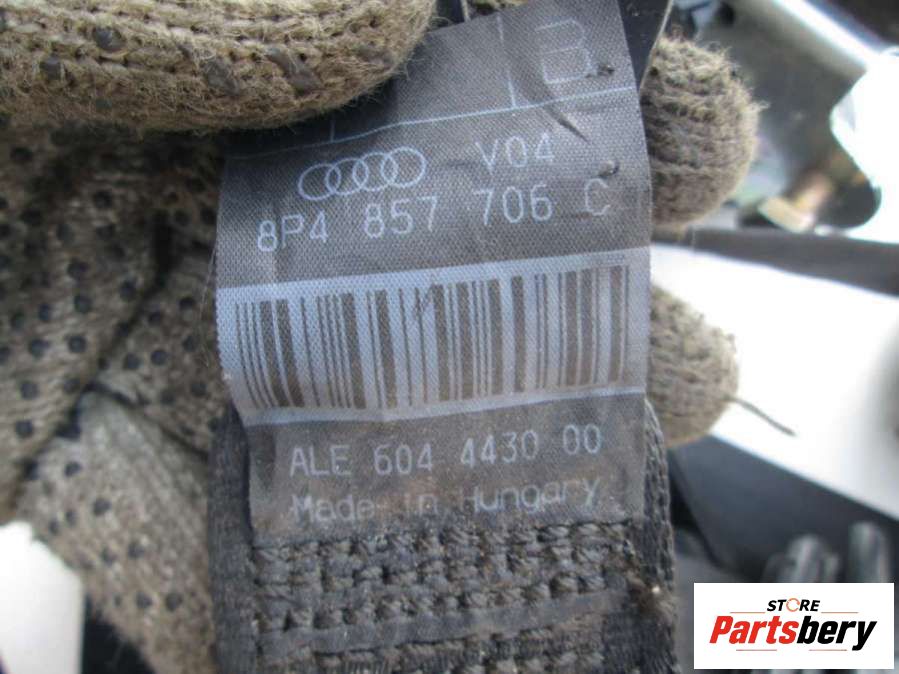 B
V04
8P4 857 706 C
ALE 604 4430 00
Made in Hungary
STORE
Partsbery